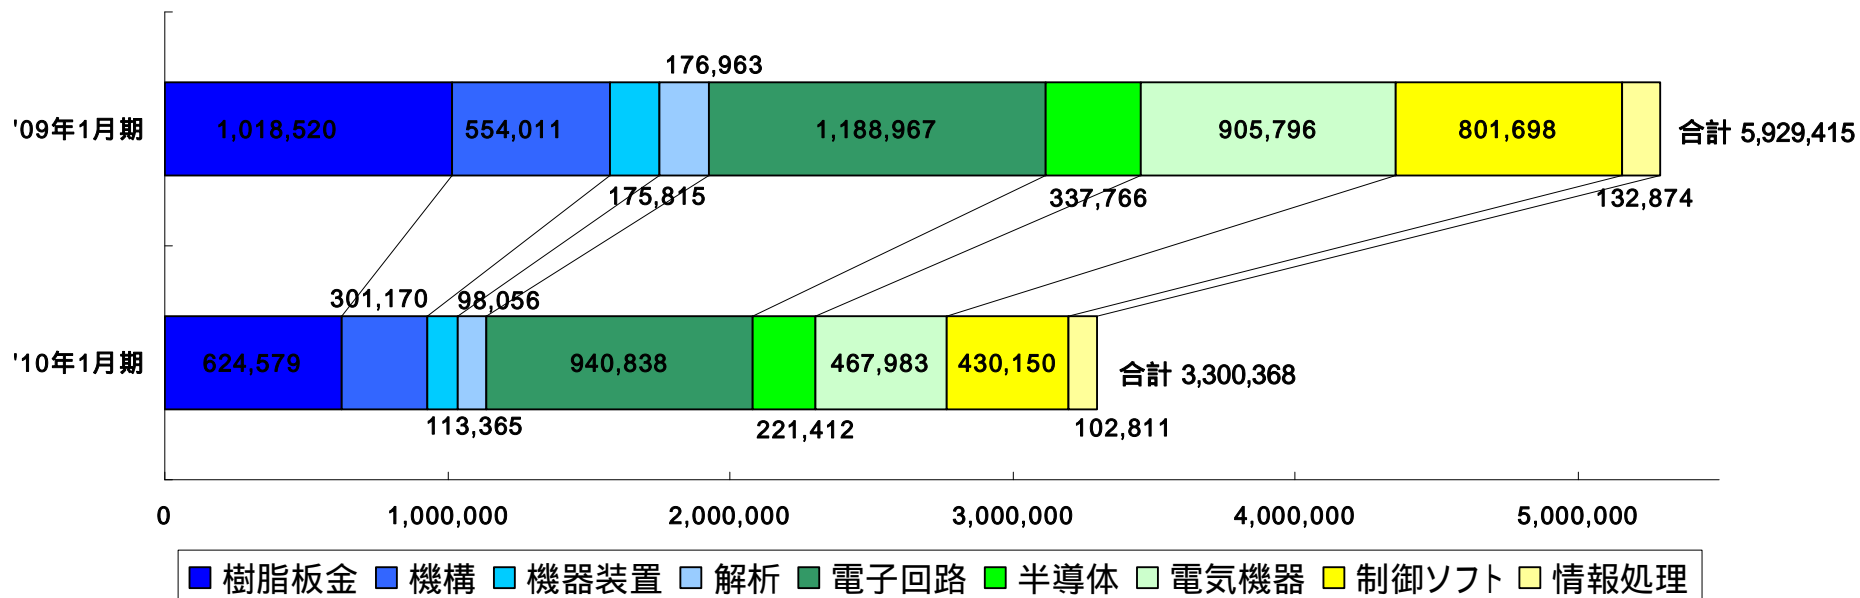 176,963
'09年1月期 1,018,520 554,011 1,188,967 905,796 801,698 合計 5,929,415
175,815 337,766 132,874
301,170 98,056
'10年1月期 624,579 940,838 467,983 430,150 合計 3,300,368
113,365 221,412 102,811
0 1,000,000 2,000,000 3,000,000 4,000,000 5,000,000
樹脂板金 機構 機器装置 解析 電子回路 半導体 電気機器 制御ソフト 情報処理